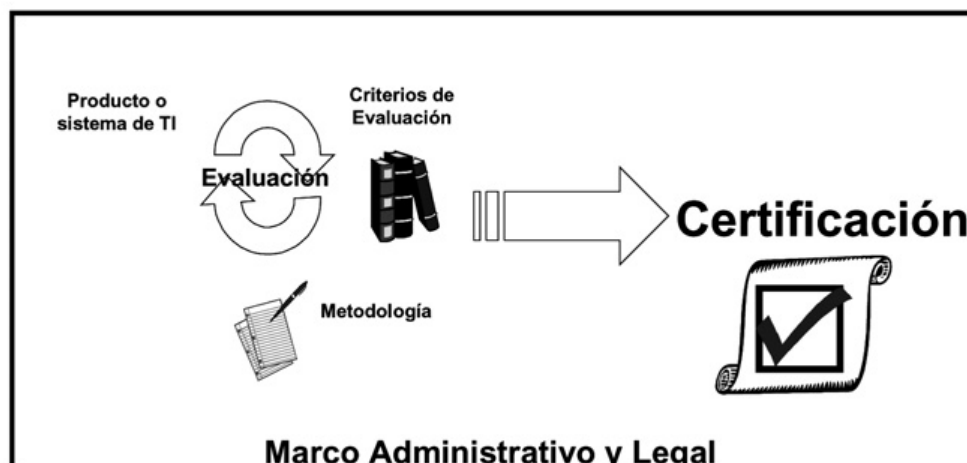 Producto o
sistema de TI
Criterios de
Evaluación
Evaluación
Certificación
Metodología
Marco Administrativo y Legal